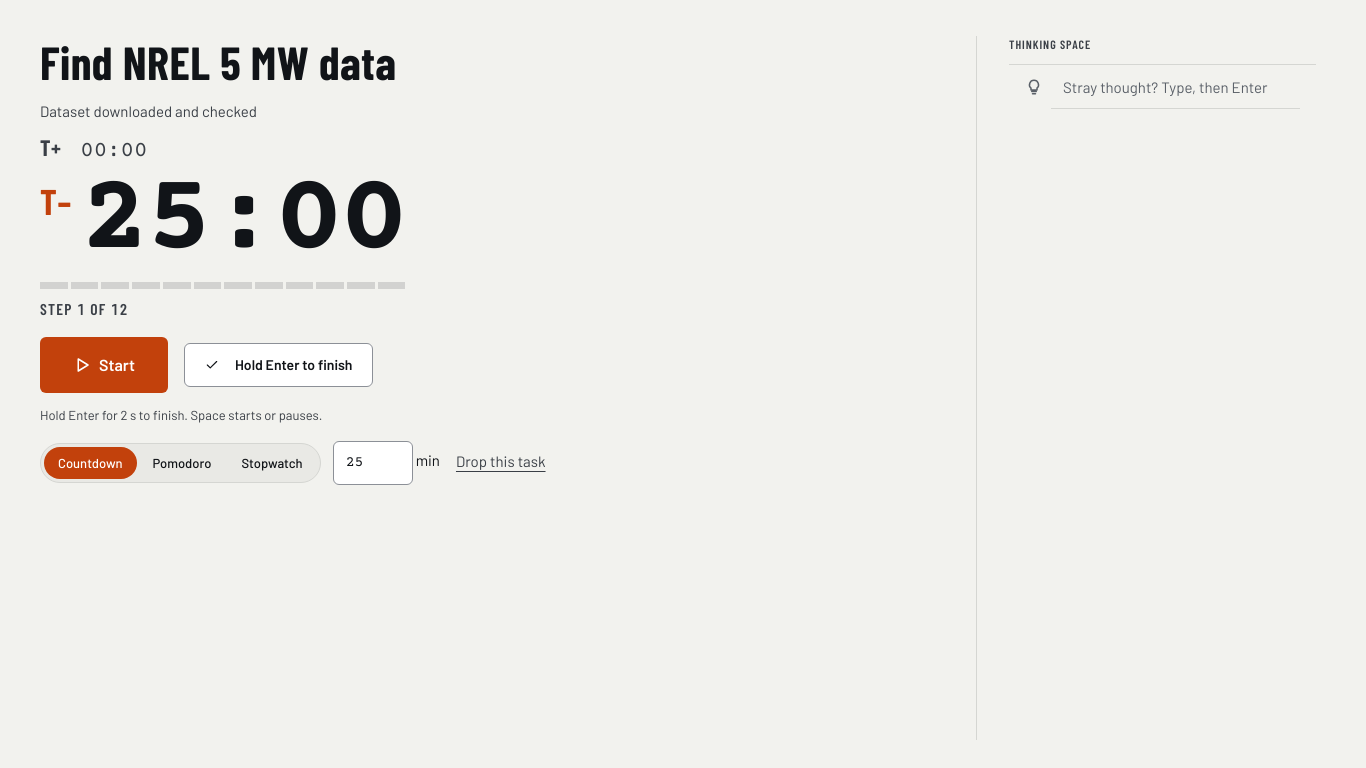 Find NREL 5 MW data
Dataset downloaded and checked
T+ 00:00
T- 25:00
STEP 1 OF 12
Start
Hold Enter to finish
Hold Enter for 2 s to finish. Space starts or pauses.
Countdown Pomodoro Stopwatch 25 min Drop this task
THINKING SPACE
Stray thought? Type, then Enter